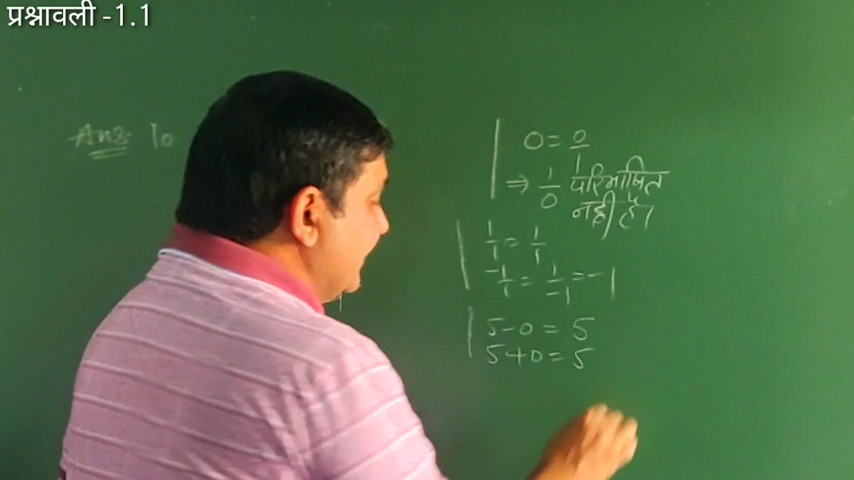 प्रश्नावली -1.1
Ans:- 10
0 = 0/1
⇒ 1/0 परिभाषित
नहीं है।
1/1 = 1/1
-1/1 = 1/-1 = -1
5-0 = 5
5+0 = 5